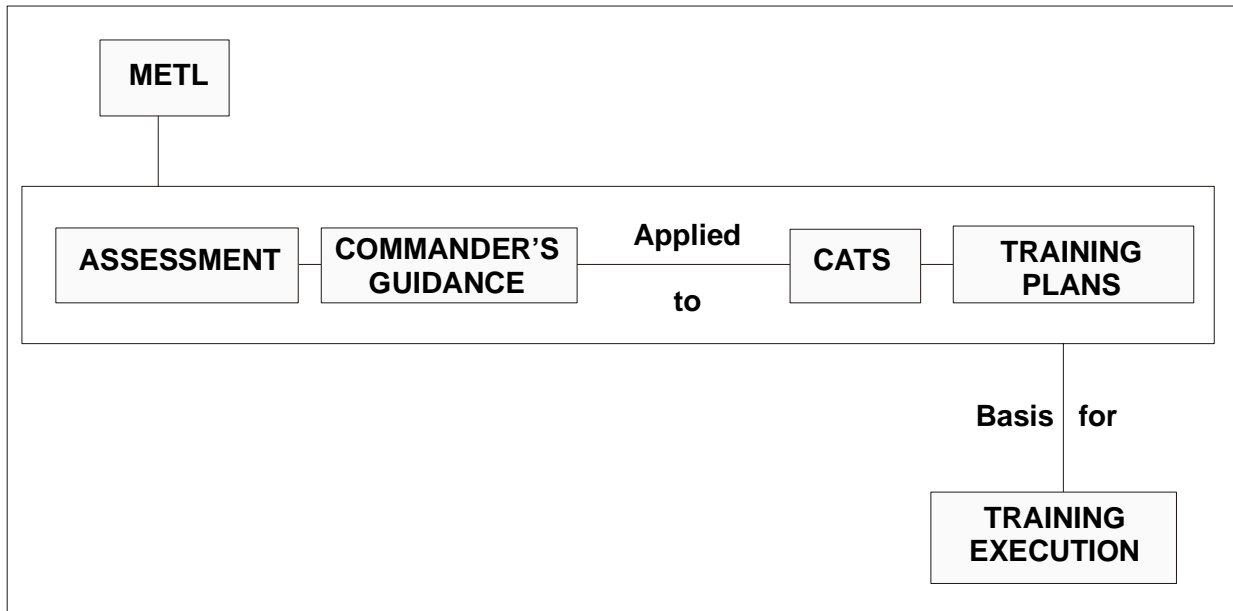 METL
ASSESSMENT
COMMANDER’S
GUIDANCE
Applied
to
CATS
TRAINING
PLANS
Basis for
TRAINING
EXECUTION